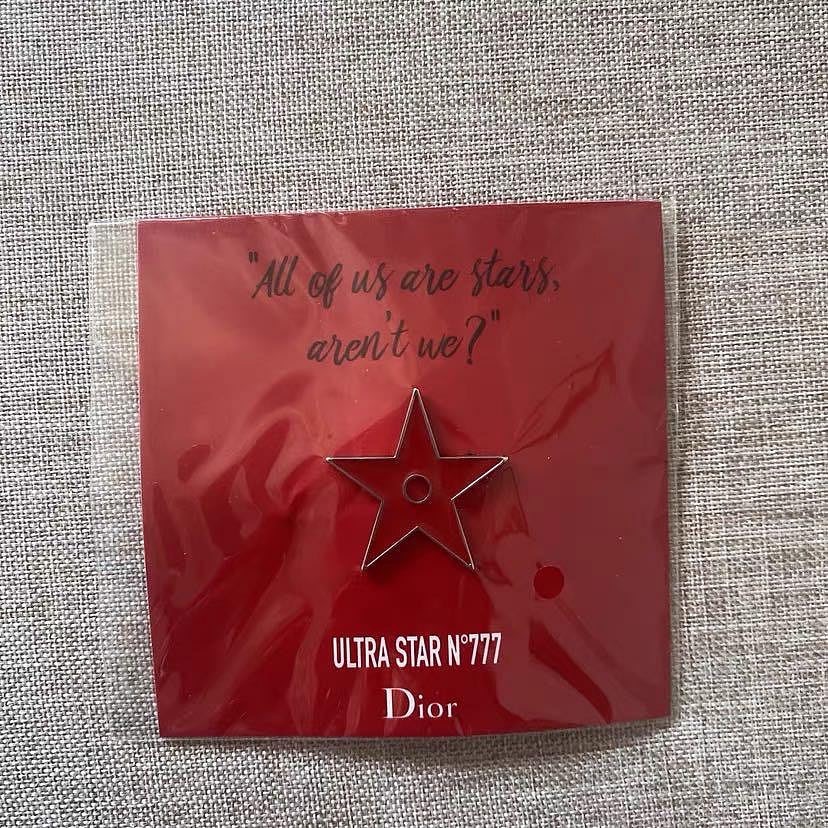 "All of us are stars,
aren't we?"
ULTRA STAR N°777
Dior